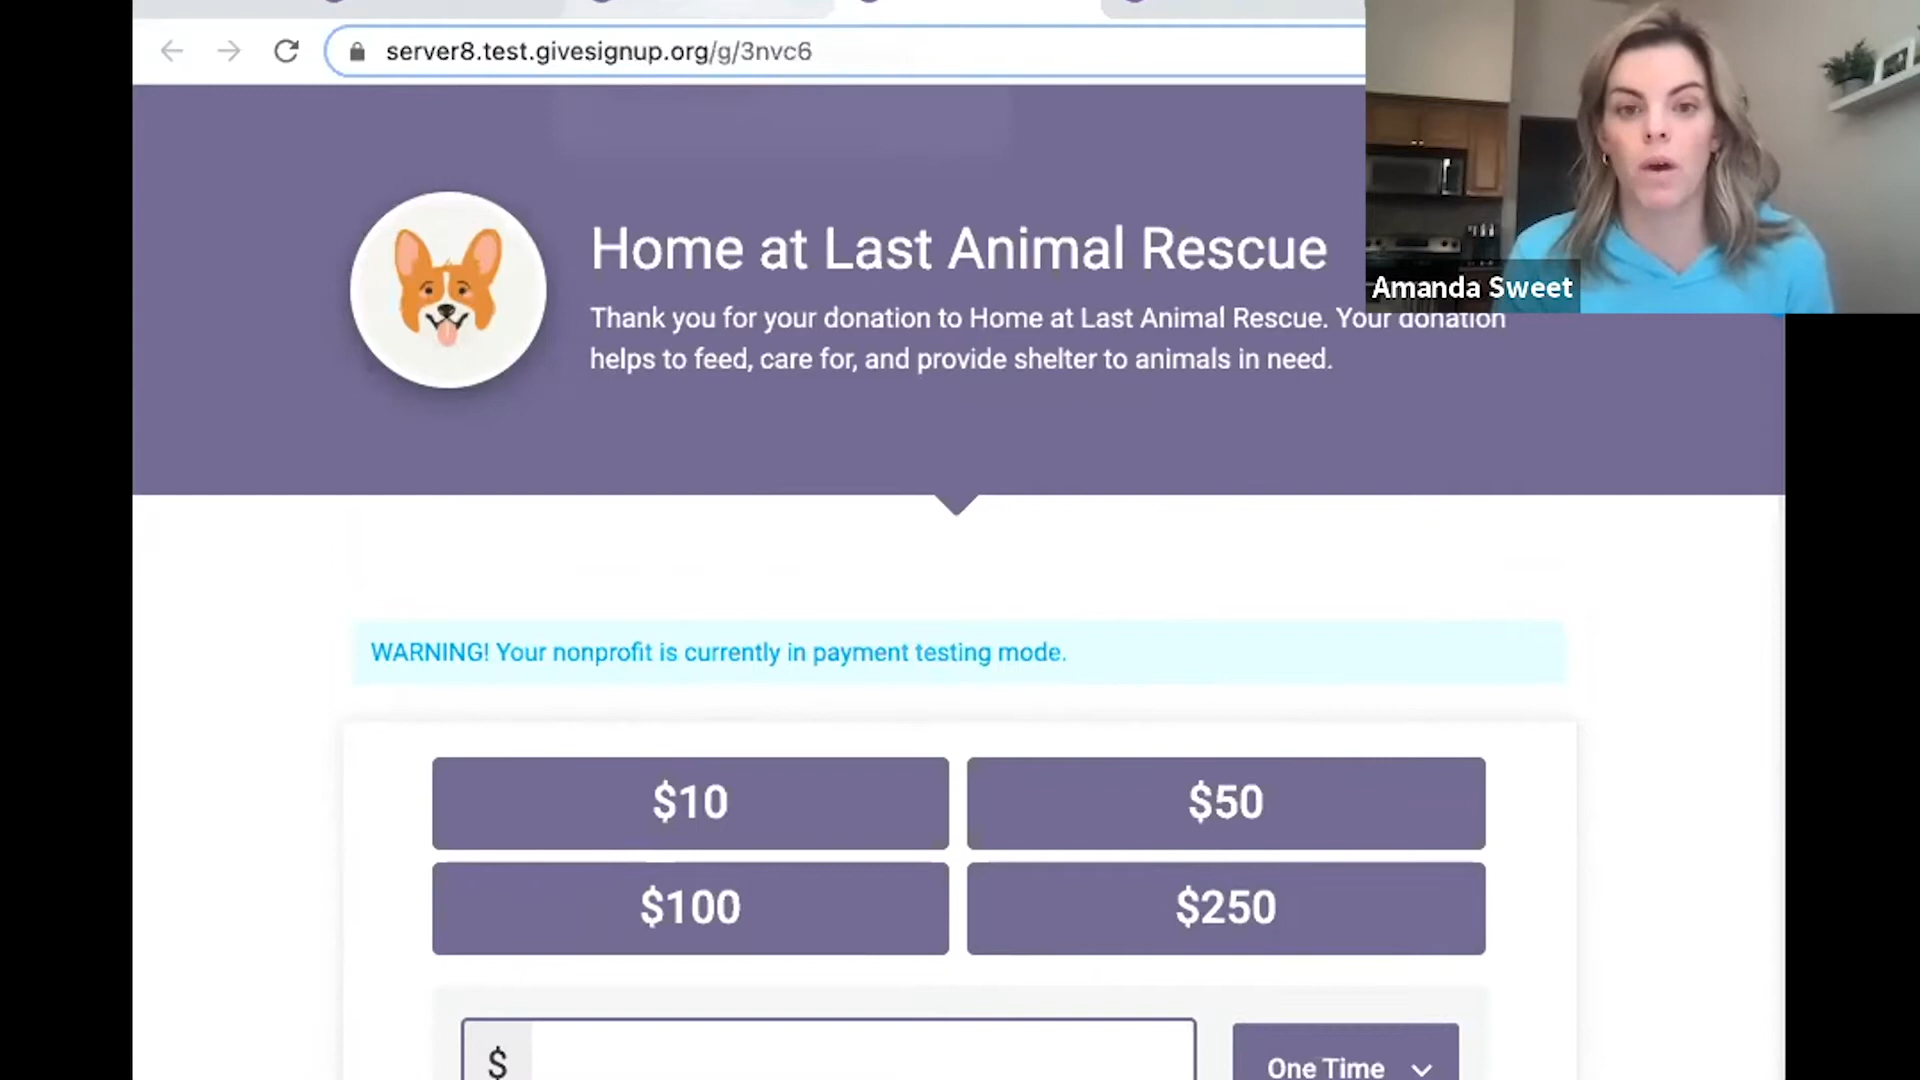 server8.test.givesignup.org/g/3nvc6
Amanda Sweet
Home at Last Animal Rescue
Thank you for your donation to Home at Last Animal Rescue. Your donation
helps to feed, care for, and provide shelter to animals in need.
WARNING! Your nonprofit is currently in payment testing mode.
$10
$50
$100
$250
$
One Time